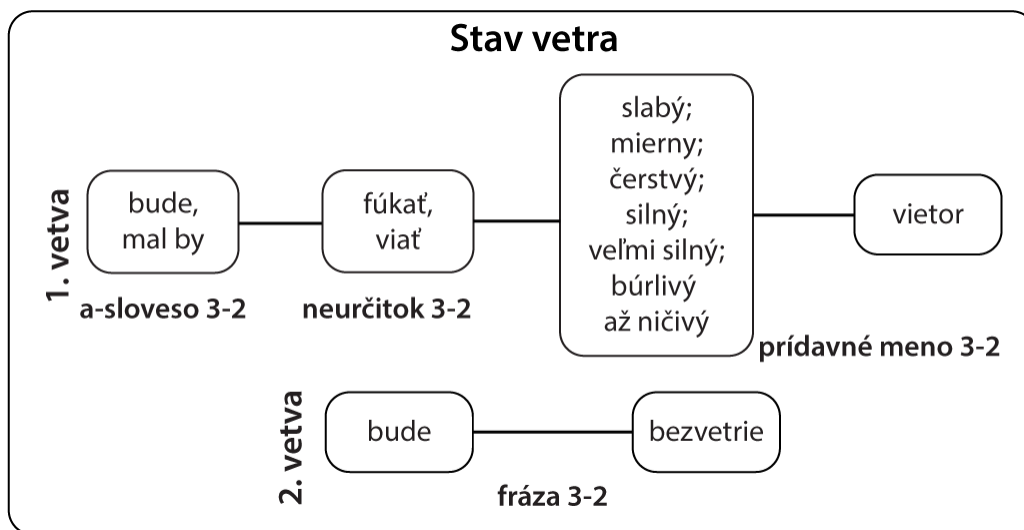 Stav vetra
1. vetva
bude,
mal by
a-sloveso 3-2
fúkať,
viať
neurčitok 3-2
slabý;
mierny;
čerstvý;
silný;
veľmi silný;
búrlivý
až ničivý
prídavné meno 3-2
vietor
2. vetva
bude
bezvetrie
fráza 3-2